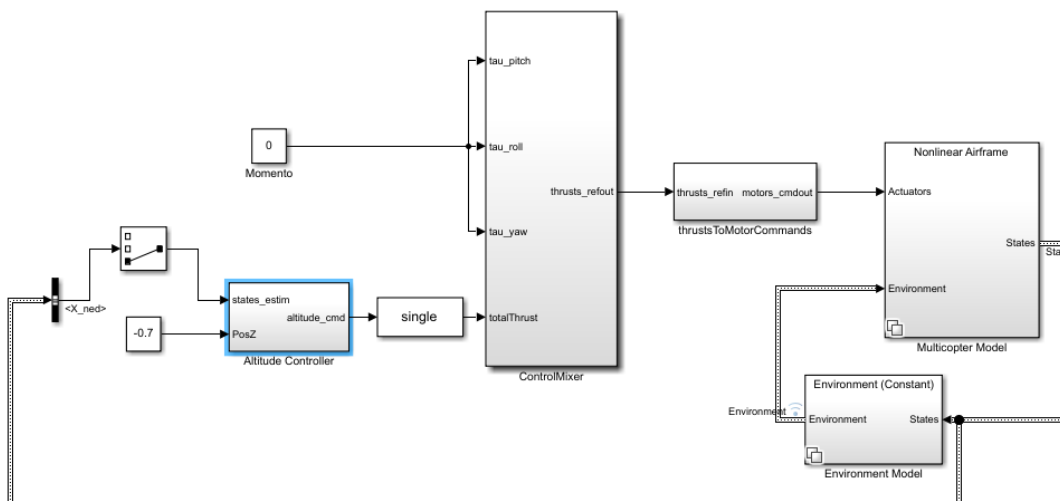 tau_pitch
0
Momento
tau_roll
thrusts_refout
tau_yaw
<X_ned>
states_estim
altitude_cmd
PosZ
-0.7
Altitude Controller
single
totalThrust
ControlMixer
thrusts_refin
motors_cmdout
thrustsToMotorCommands
Nonlinear Airframe
Actuators
States
Sta
Environment
Multicopter Model
Environment (Constant)
Environment
Environment
States
Environment Model